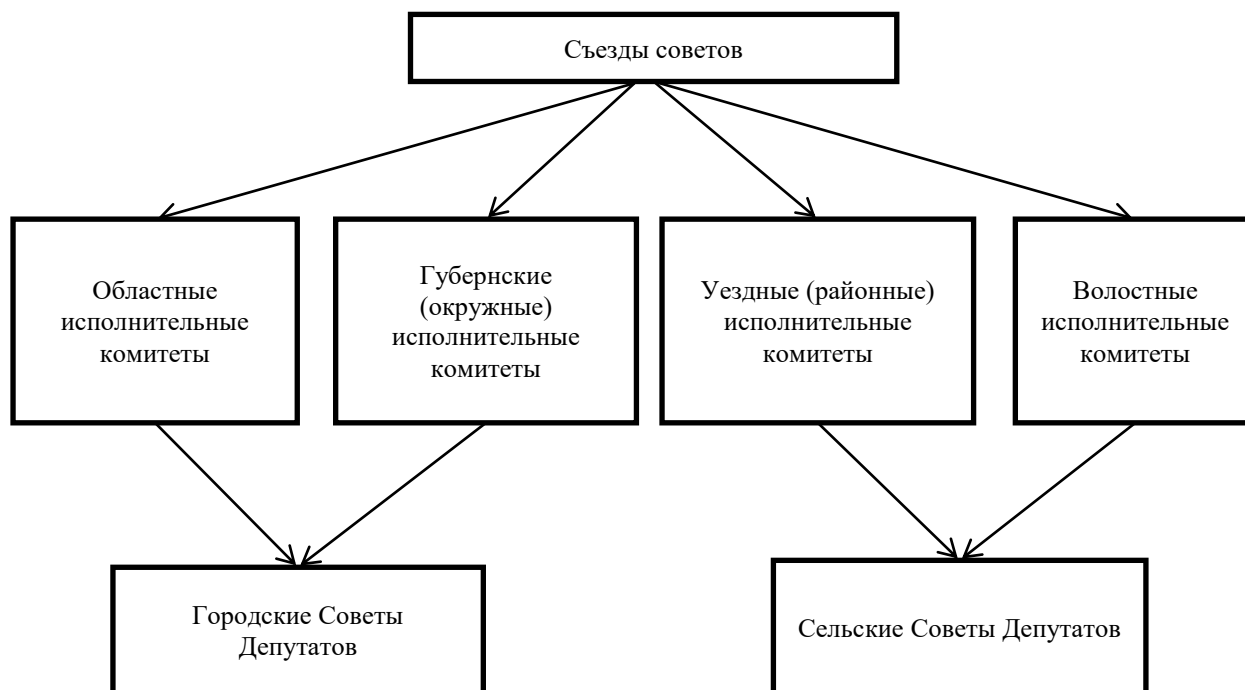 Съезды советов
Областные
исполнительные
комитеты
Губернские
(окружные)
исполнительные
комитеты
Уездные (районные)
исполнительные
комитеты
Волостные
исполнительные
комитеты
Городские Советы
Депутатов
Сельские Советы Депутатов